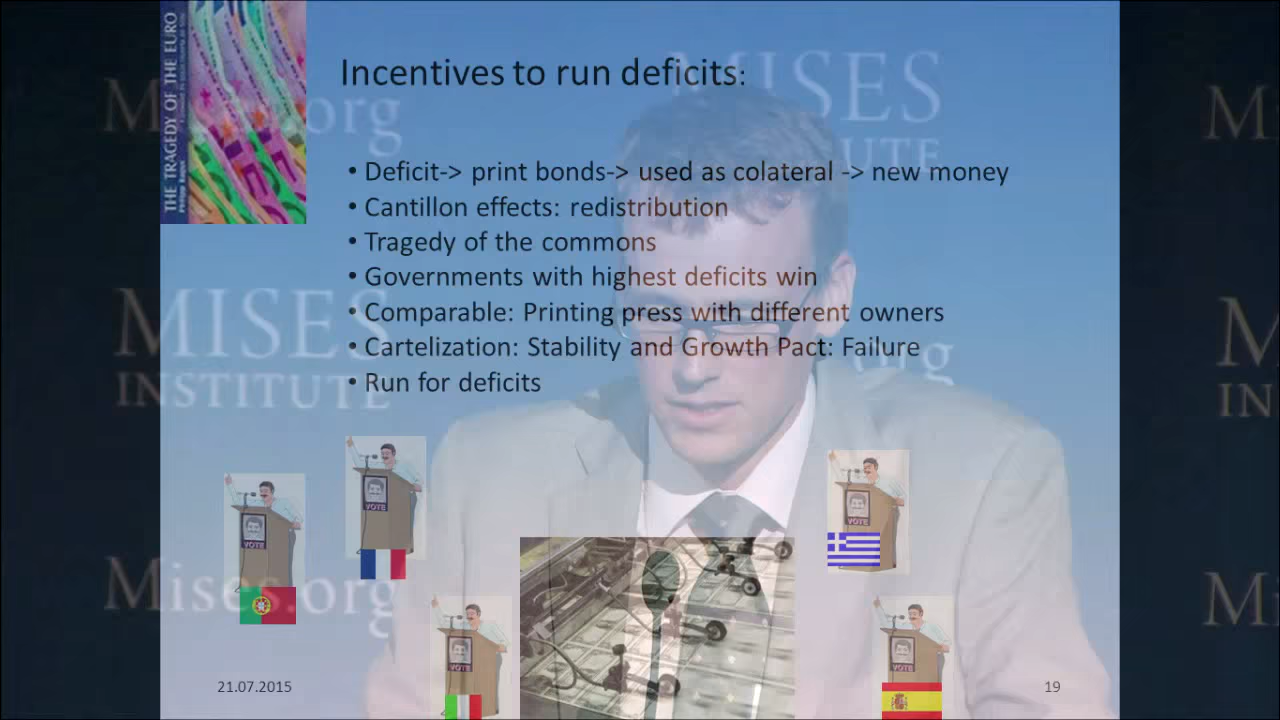 THE TRAGEDY OF THE EURO
Incentives to run deficits:
• Deficit-> print bonds-> used as colateral -> new money
• Cantillon effects: redistribution
• Tragedy of the commons
• Governments with highest deficits win
• Comparable: Printing press with different owners
• Cartelization: Stability and Growth Pact: Failure
• Run for deficits
MISES
INSTITUTE
Mises.org
VOTE
VOTE
VOTE
VOTE
VOTE
21.07.2015
19